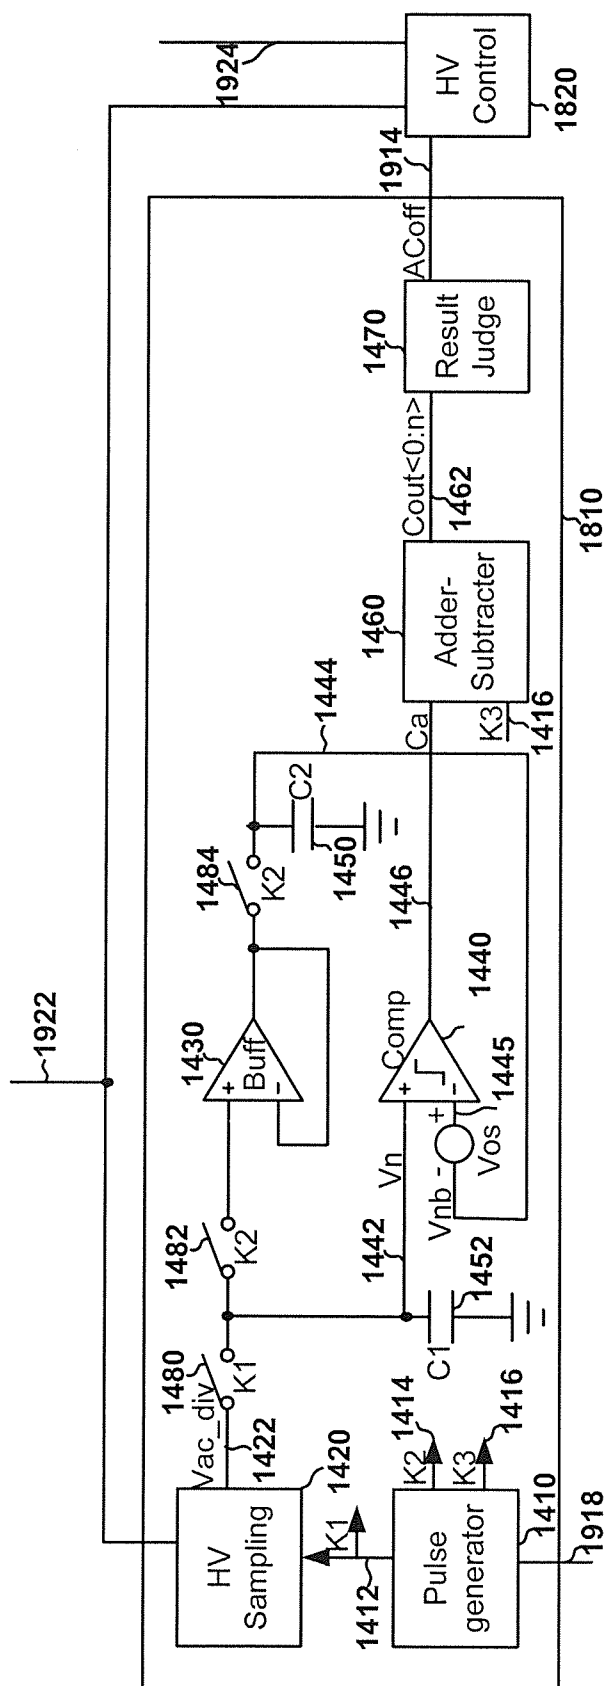 1922
1924
HV
Control
1820
1914
ACoff
1470
Result
Judge
Cout<0:n>
1462
1810
1460
Adder-
Subtracter
Ca
K3
1416
1444
C2
1450
1484
K2
1446
1430
Buff
+
-
1440
Comp
+
-
1445
+
Vos
-
Vnb
Vn
1442
1482
K2
1452
C1
1480
K1
Vac_div
1422
1420
HV
Sampling
K1
1412
1414
K2
1416
K3
Pulse
generator
1410
1918